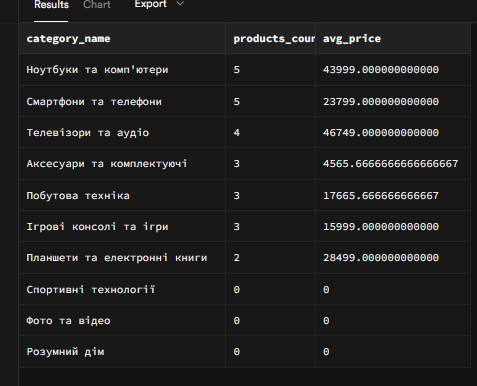 Results Chart Export
category_name products_coun avg_price
Ноутбуки та комп'ютери 5 43999.000000000000
Смартфони та телефони 5 23799.000000000000
Телевізори та аудіо 4 46749.000000000000
Аксесуари та комплектуючі 3 4565.6666666666666667
Побутова техніка 3 17665.666666666667
Ігрові консолі та ігри 3 15999.000000000000
Планшети та електронні книги 2 28499.000000000000
Спортивні технології 0 0
Фото та відео 0 0
Розумний дім 0 0